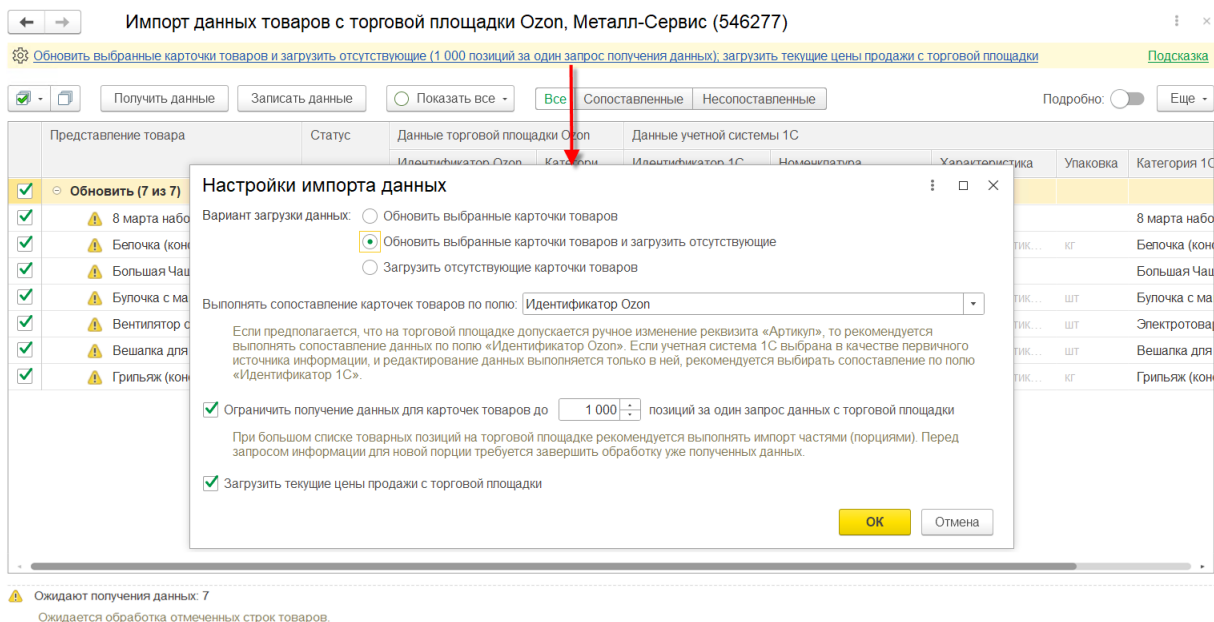 Импорт данных товаров с торговой площадки Ozon, Металл-Сервис (546277)
Обновить выбранные карточки товаров и загрузить отсутствующие (1 000 позиций за один запрос получения данных); загрузить текущие цены продажи с торговой площадки
Подсказка
Получить данные
Записать данные
Показать все
Все
Сопоставленные
Несопоставленные
Подробно:
Еще
Представление товара
Статус
Данные торговой площадки Ozon
Данные учетной системы 1С
Идентификатор Ozon
Категори
Идентификатор 1С
Номенклатура
Характеристика
Упаковка
Категория 1С
Обновить (7 из 7)
8 марта набо
8 марта набо
Белочка (кон
тик...
кг
Белочка (кон
Большая Чаш
Большая Чаш
Булочка с ма
тик...
шт
Булочка с ма
Вентилятор о
тик...
шт
Электротовар
Вешалка для
тик...
шт
Вешалка для
Грильяж (кон
тик...
кг
Грильяж (кон
Настройки импорта данных
Вариант загрузки данных:
Обновить выбранные карточки товаров
Обновить выбранные карточки товаров и загрузить отсутствующие
Загрузить отсутствующие карточки товаров
Выполнять сопоставление карточек товаров по полю: Идентификатор Ozon
Если предполагается, что на торговой площадке допускается ручное изменение реквизита «Артикул», то рекомендуется
выполнять сопоставление данных по полю «Идентификатор Ozon». Если учетная система 1С выбрана в качестве первичного
источника информации, и редактирование данных выполняется только в ней, рекомендуется выбирать сопоставление по полю
«Идентификатор 1С».
Ограничить получение данных для карточек товаров до 1 000 позиций за один запрос данных с торговой площадки
При большом списке товарных позиций на торговой площадке рекомендуется выполнять импорт частями (порциями). Перед
запросом информации для новой порции требуется завершить обработку уже полученных данных.
Загрузить текущие цены продажи с торговой площадки
ОК
Отмена
Ожидают получения данных: 7
Ожидается обработка отмеченных строк товаров.